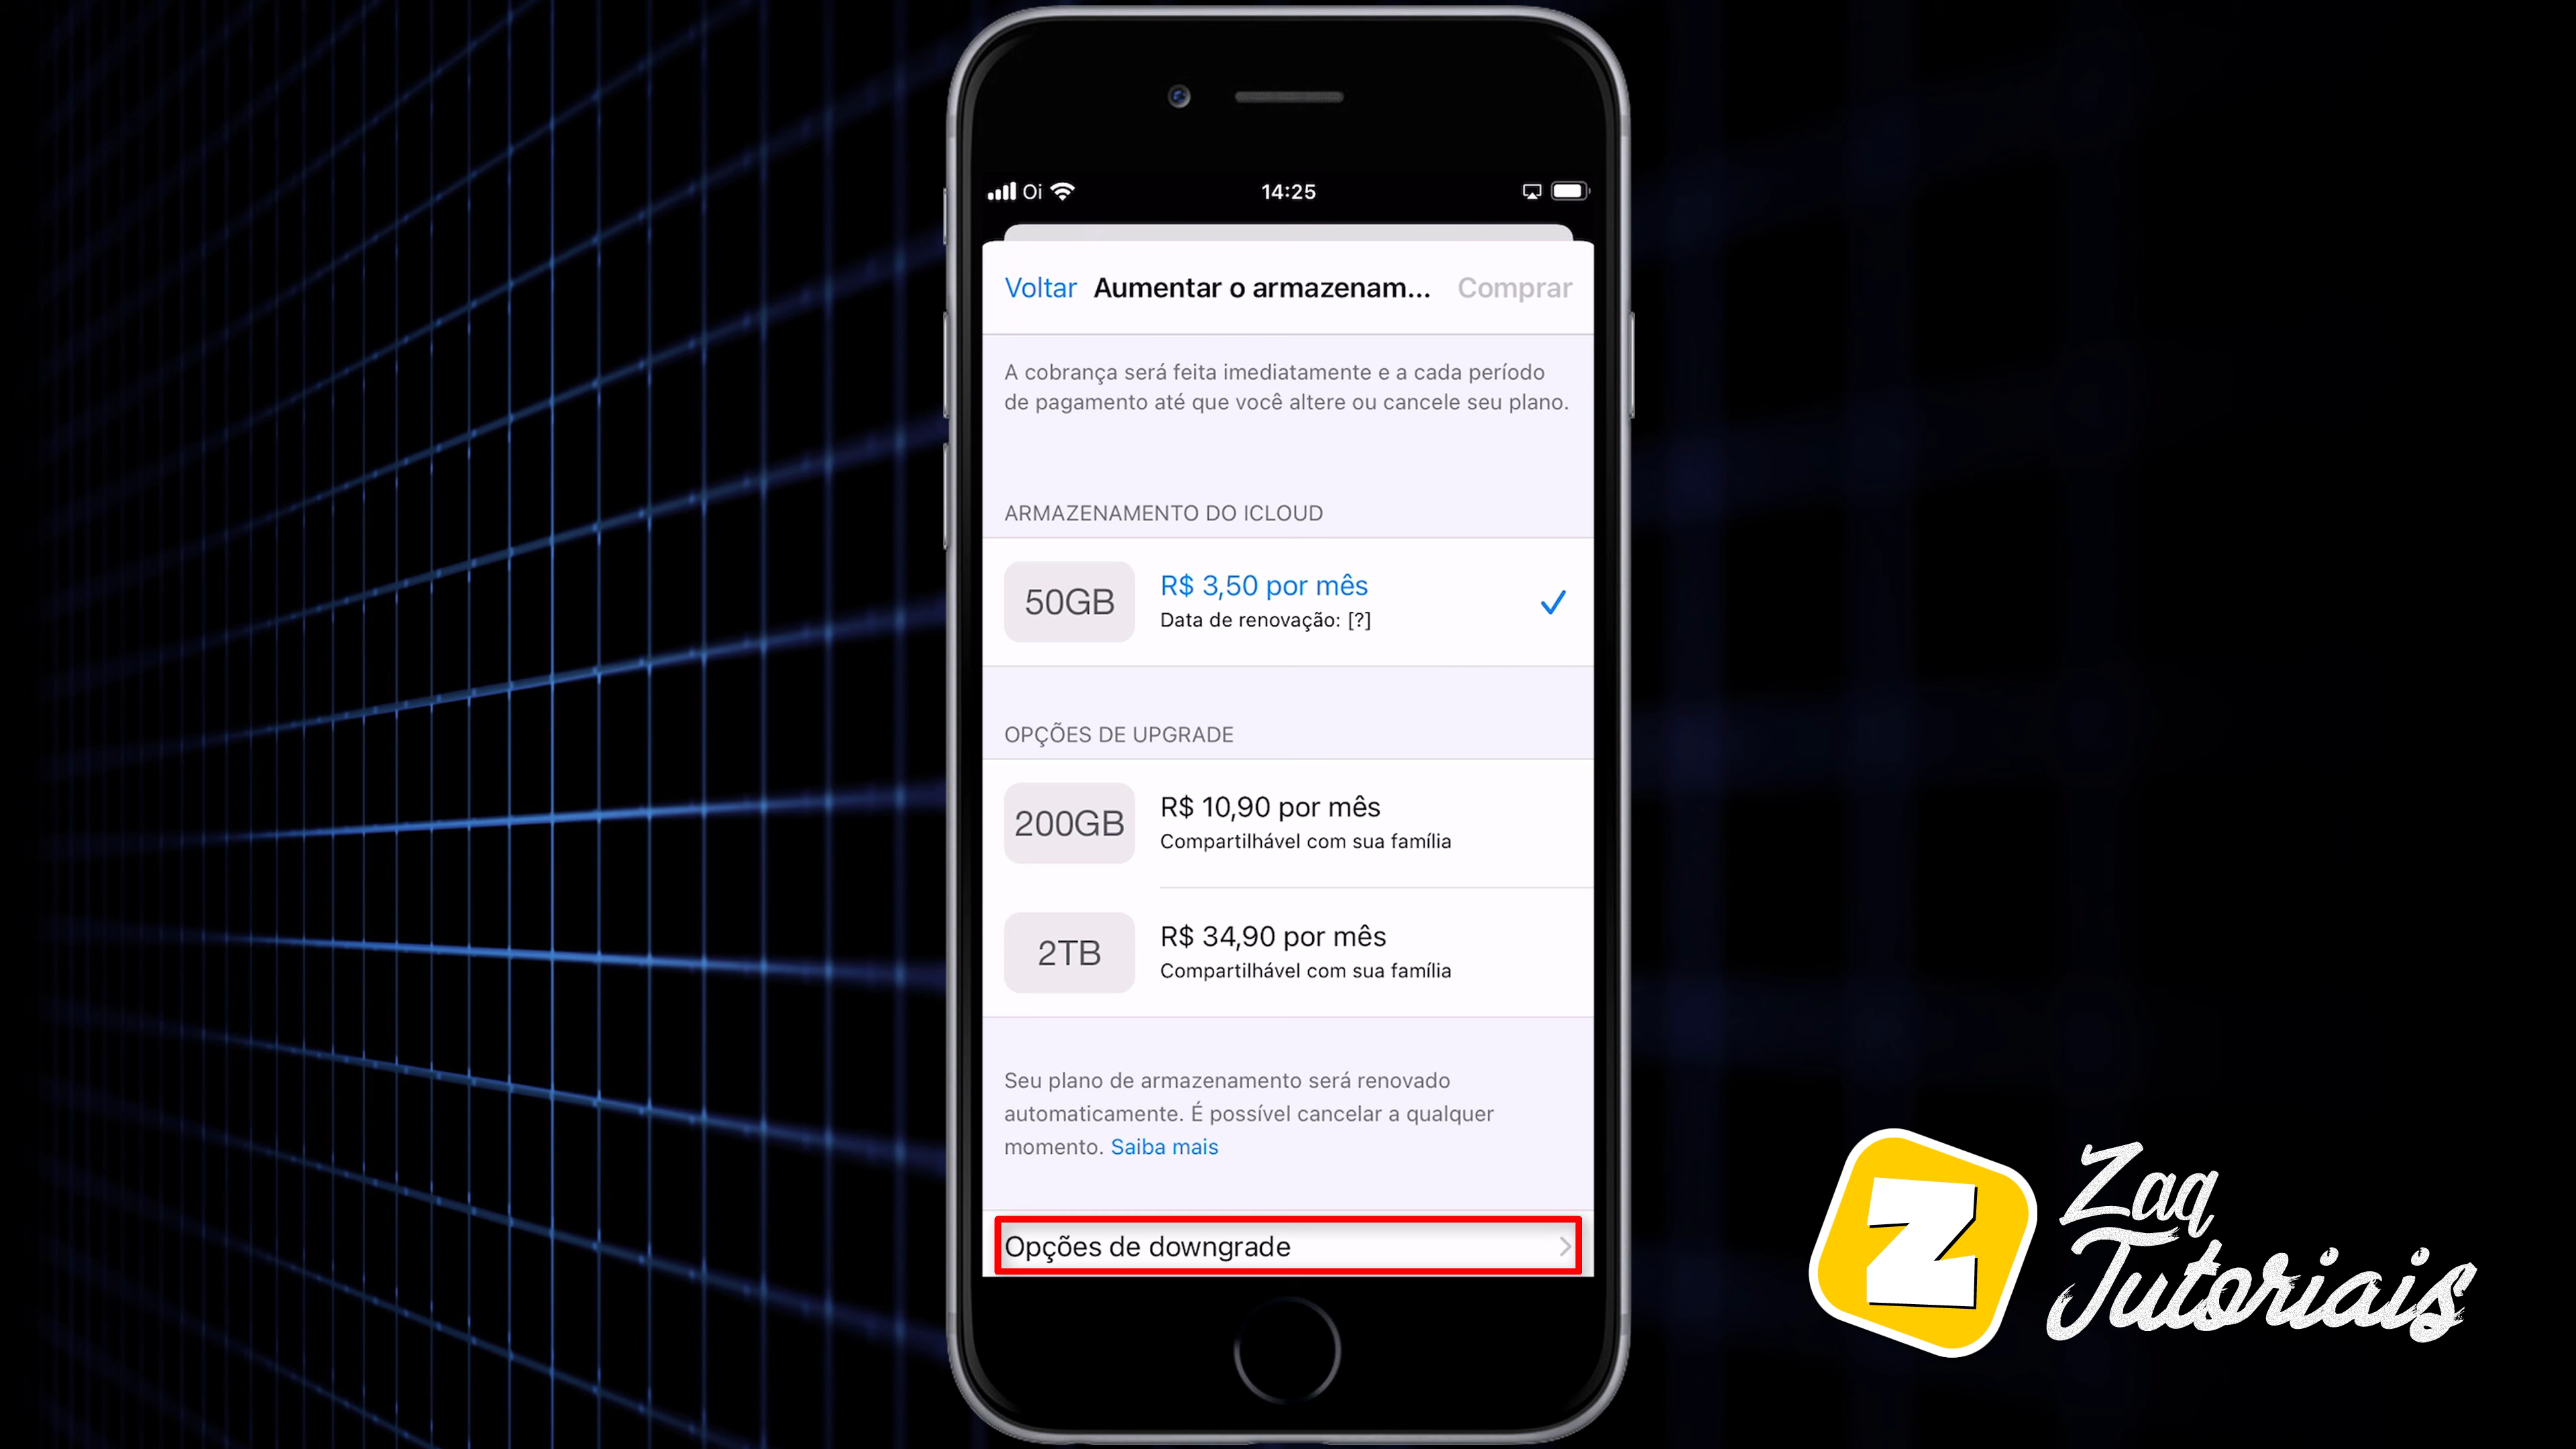 Oi
14:25
Voltar Aumentar o armazenam... Comprar
A cobrança será feita imediatamente e a cada período
de pagamento até que você altere ou cancele seu plano.
ARMAZENAMENTO DO ICLOUD
50GB
R$ 3,50 por mês
Data de renovação: [?]
OPÇÕES DE UPGRADE
200GB
R$ 10,90 por mês
Compartilhável com sua família
2TB
R$ 34,90 por mês
Compartilhável com sua família
Seu plano de armazenamento será renovado
automaticamente. É possível cancelar a qualquer
momento. Saiba mais
Opções de downgrade
Z
Zaq
Tutoriais